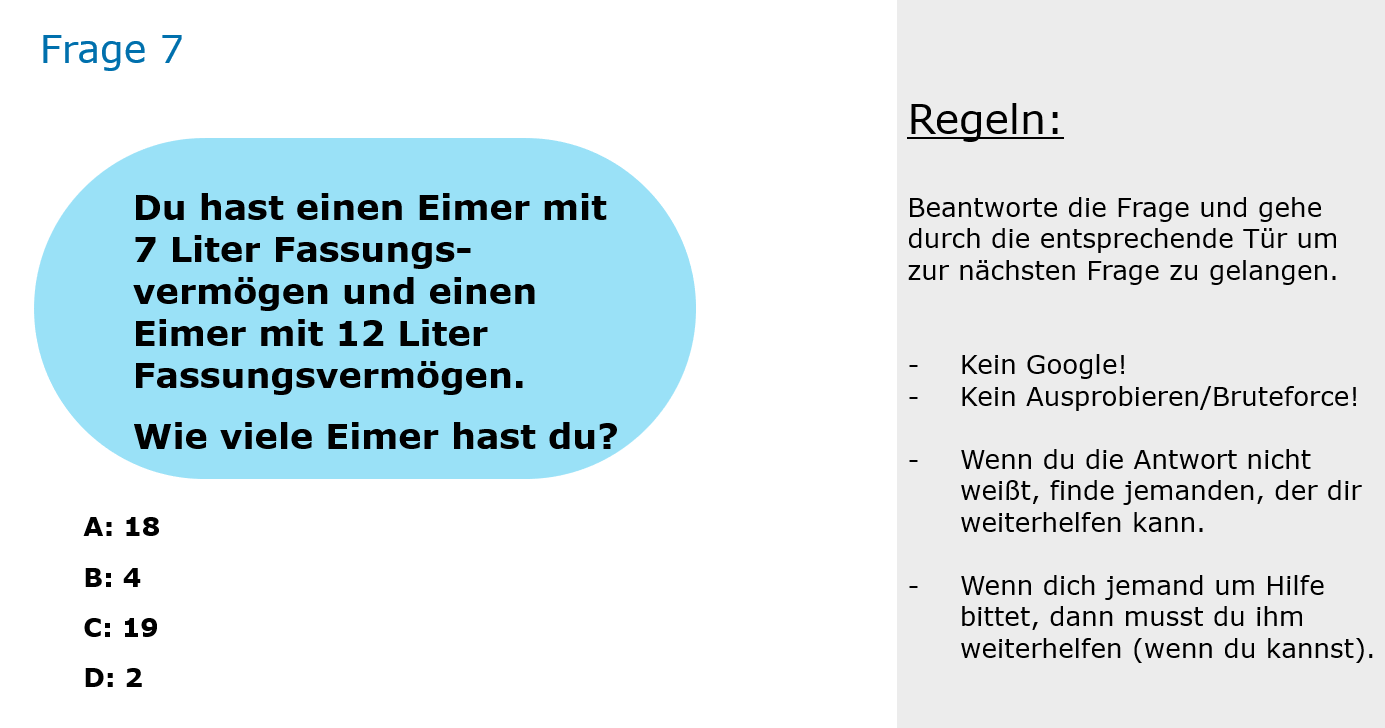 Frage 7
Du hast einen Eimer mit
7 Liter Fassungs-
vermögen und einen
Eimer mit 12 Liter
Fassungsvermögen.
Wie viele Eimer hast du?
A: 18
B: 4
C: 19
D: 2
Regeln:
Beantworte die Frage und gehe
durch die entsprechende Tür um
zur nächsten Frage zu gelangen.
- Kein Google!
- Kein Ausprobieren/Bruteforce!
- Wenn du die Antwort nicht
weißt, finde jemanden, der dir
weiterhelfen kann.
- Wenn dich jemand um Hilfe
bittet, dann musst du ihm
weiterhelfen (wenn du kannst).